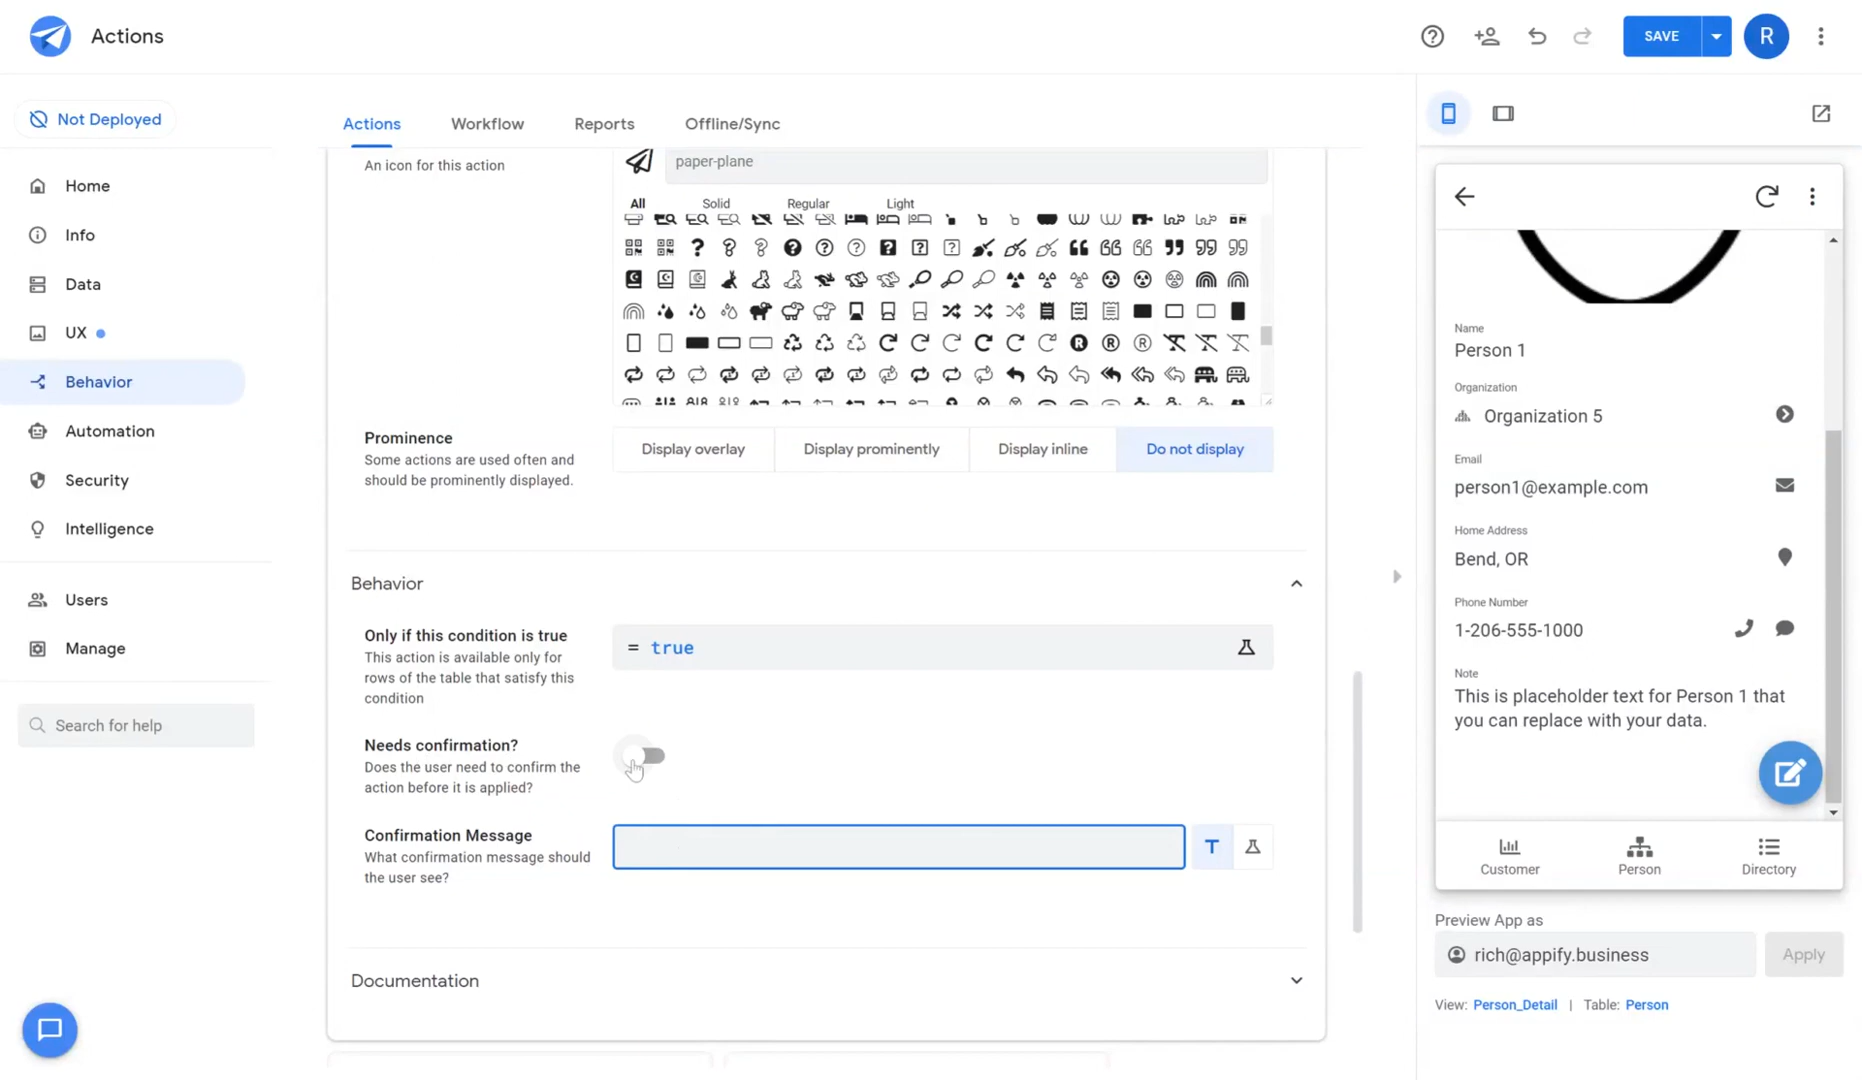 Actions
SAVE
R
Not Deployed
Home
Info
Data
UX
Behavior
Automation
Security
Intelligence
Users
Manage
Search for help
Actions
Workflow
Reports
Offline/Sync
An icon for this action
paper-plane
All
Solid
Regular
Light
Prominence
Some actions are used often and
should be prominently displayed.
Display overlay
Display prominently
Display inline
Do not display
Behavior
Only if this condition is true
This action is available only for
rows of the table that satisfy this
condition
= true
Needs confirmation?
Does the user need to confirm the
action before it is applied?
Confirmation Message
What confirmation message should
the user see?
T
Documentation
Name
Person 1
Organization
Organization 5
Email
person1@example.com
Home Address
Bend, OR
Phone Number
1-206-555-1000
Note
This is placeholder text for Person 1 that
you can replace with your data.
Customer
Person
Directory
Preview App as
rich@appify.business
Apply
View: Person_Detail | Table: Person